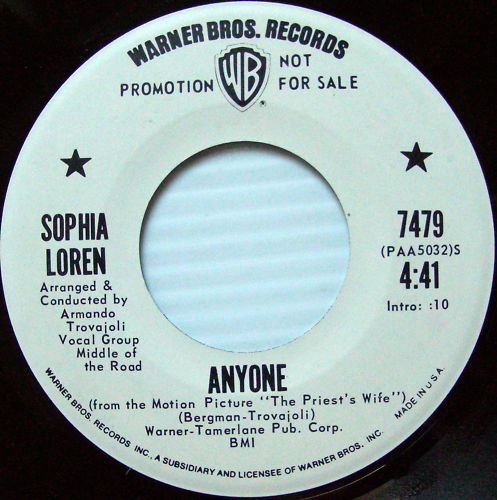 WARNER BROS. RECORDS
WB
PROMOTION NOT FOR SALE
SOPHIA
LOREN
Arranged &
Conducted by
Armando
Trovajoli
Vocal Group
Middle of
the Road
7479
(PAA5032)S
4:41
Intro: :10
ANYONE
(from the Motion Picture "The Priest's Wife")
(Bergman-Trovajoli)
Warner-Tamerlane Pub. Corp.
BMI
WARNER BROS. RECORDS INC., A SUBSIDIARY AND LICENSEE OF WARNER BROS. INC. MADE IN U.S.A.